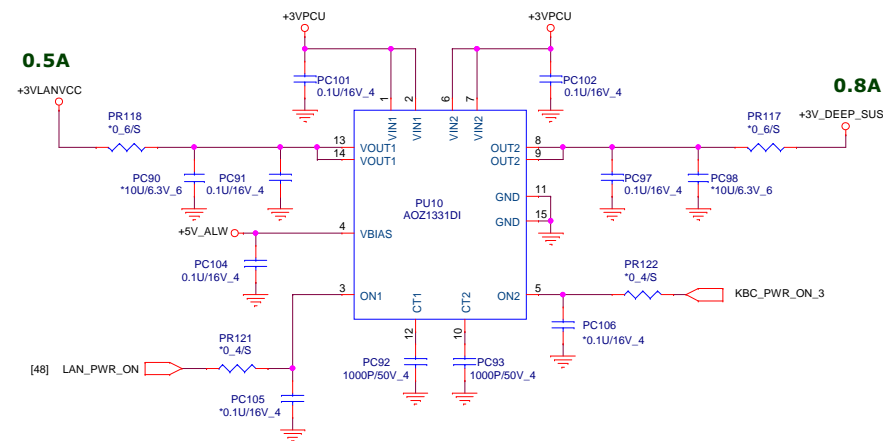 +3VPCU
+3VPCU
0.5A
0.8A
+3VLANVCC
+3V_DEEP_SUS
PC101
0.1U/16V_4
PC102
0.1U/16V_4
1
2
6
7
VIN1
VIN1
VIN2
VIN2
PR118
*0_6/S
PR117
*0_6/S
13
VOUT1
14
VOUT1
8
OUT2
9
OUT2
PC90
*10U/6.3V_6
PC91
0.1U/16V_4
PC97
0.1U/16V_4
PC98
*10U/6.3V_6
PU10
AOZ1331DI
GND
11
GND
15
+5V_ALW
4
VBIAS
PC104
0.1U/16V_4
3
ON1
ON2
5
CT1
CT2
12
10
PR122
*0_4/S
KBC_PWR_ON_3
PC106
*0.1U/16V_4
PR121
*0_4/S
[48] LAN_PWR_ON
PC92
1000P/50V_4
PC93
1000P/50V_4
PC105
*0.1U/16V_4